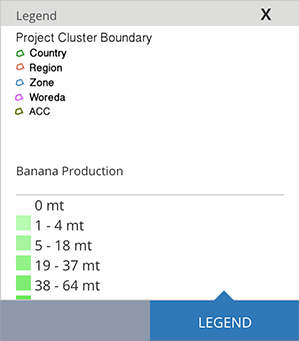 Legend X
Project Cluster Boundary
Country
Region
Zone
Woreda
ACC
Banana Production
0 mt
1 - 4 mt
5 - 18 mt
19 - 37 mt
38 - 64 mt
LEGEND